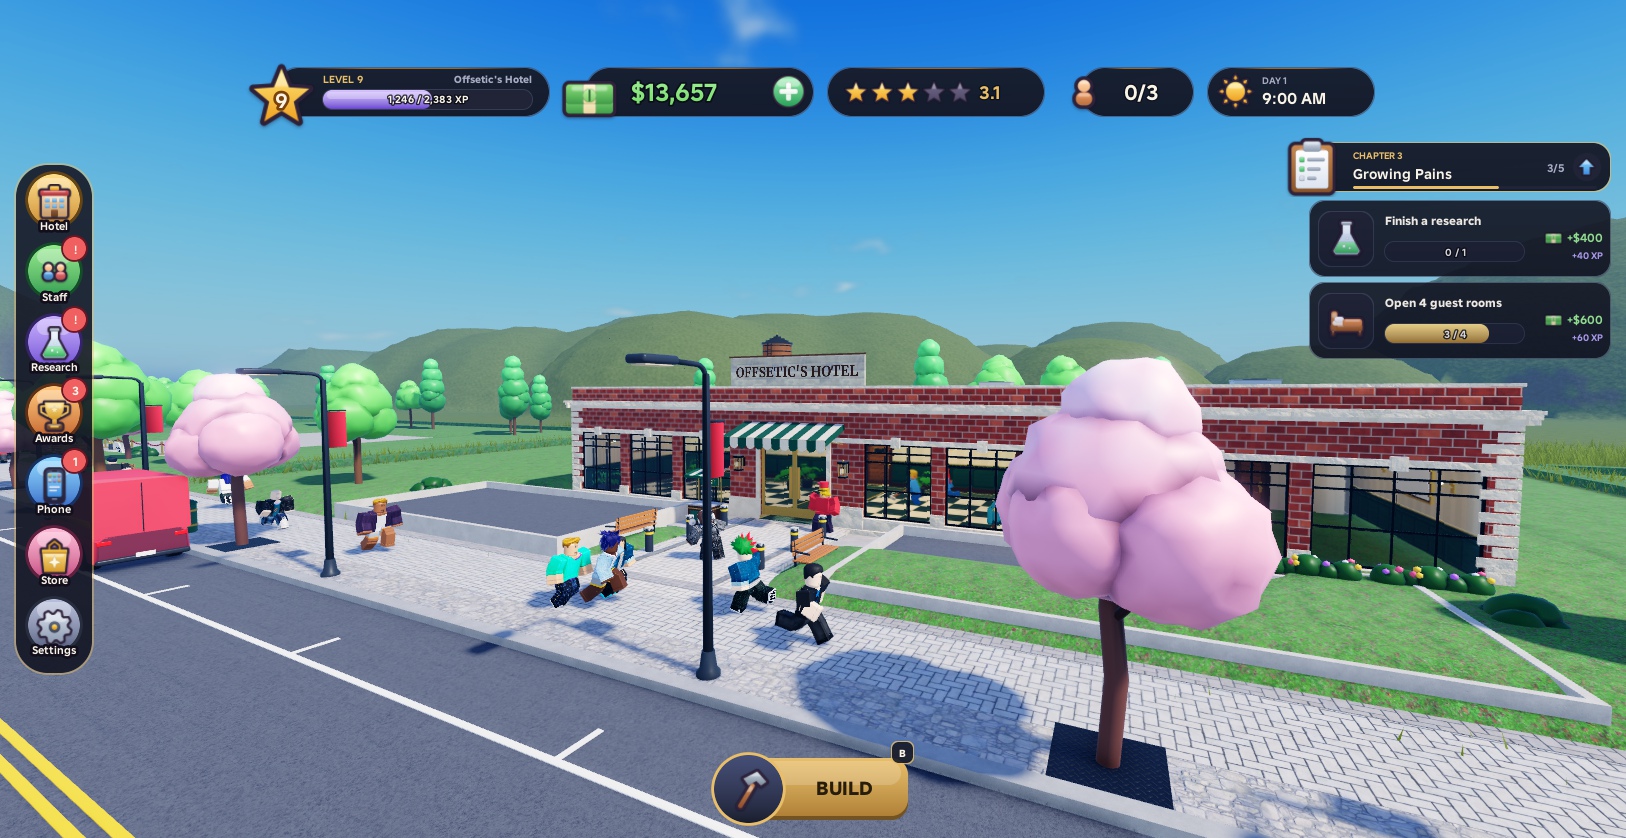 LEVEL 9
Offsetic's Hotel
9
1,246 / 2,383 XP
$13,657
3.1
0/3
DAY 1
9:00 AM
CHAPTER 3
Growing Pains
3/5
Finish a research
0 / 1
+$400
+40 XP
Open 4 guest rooms
3 / 4
+$600
+60 XP
Hotel
!
Staff
!
Research
3
Awards
1
Phone
Store
Settings
OFFSETIC'S HOTEL
B
BUILD